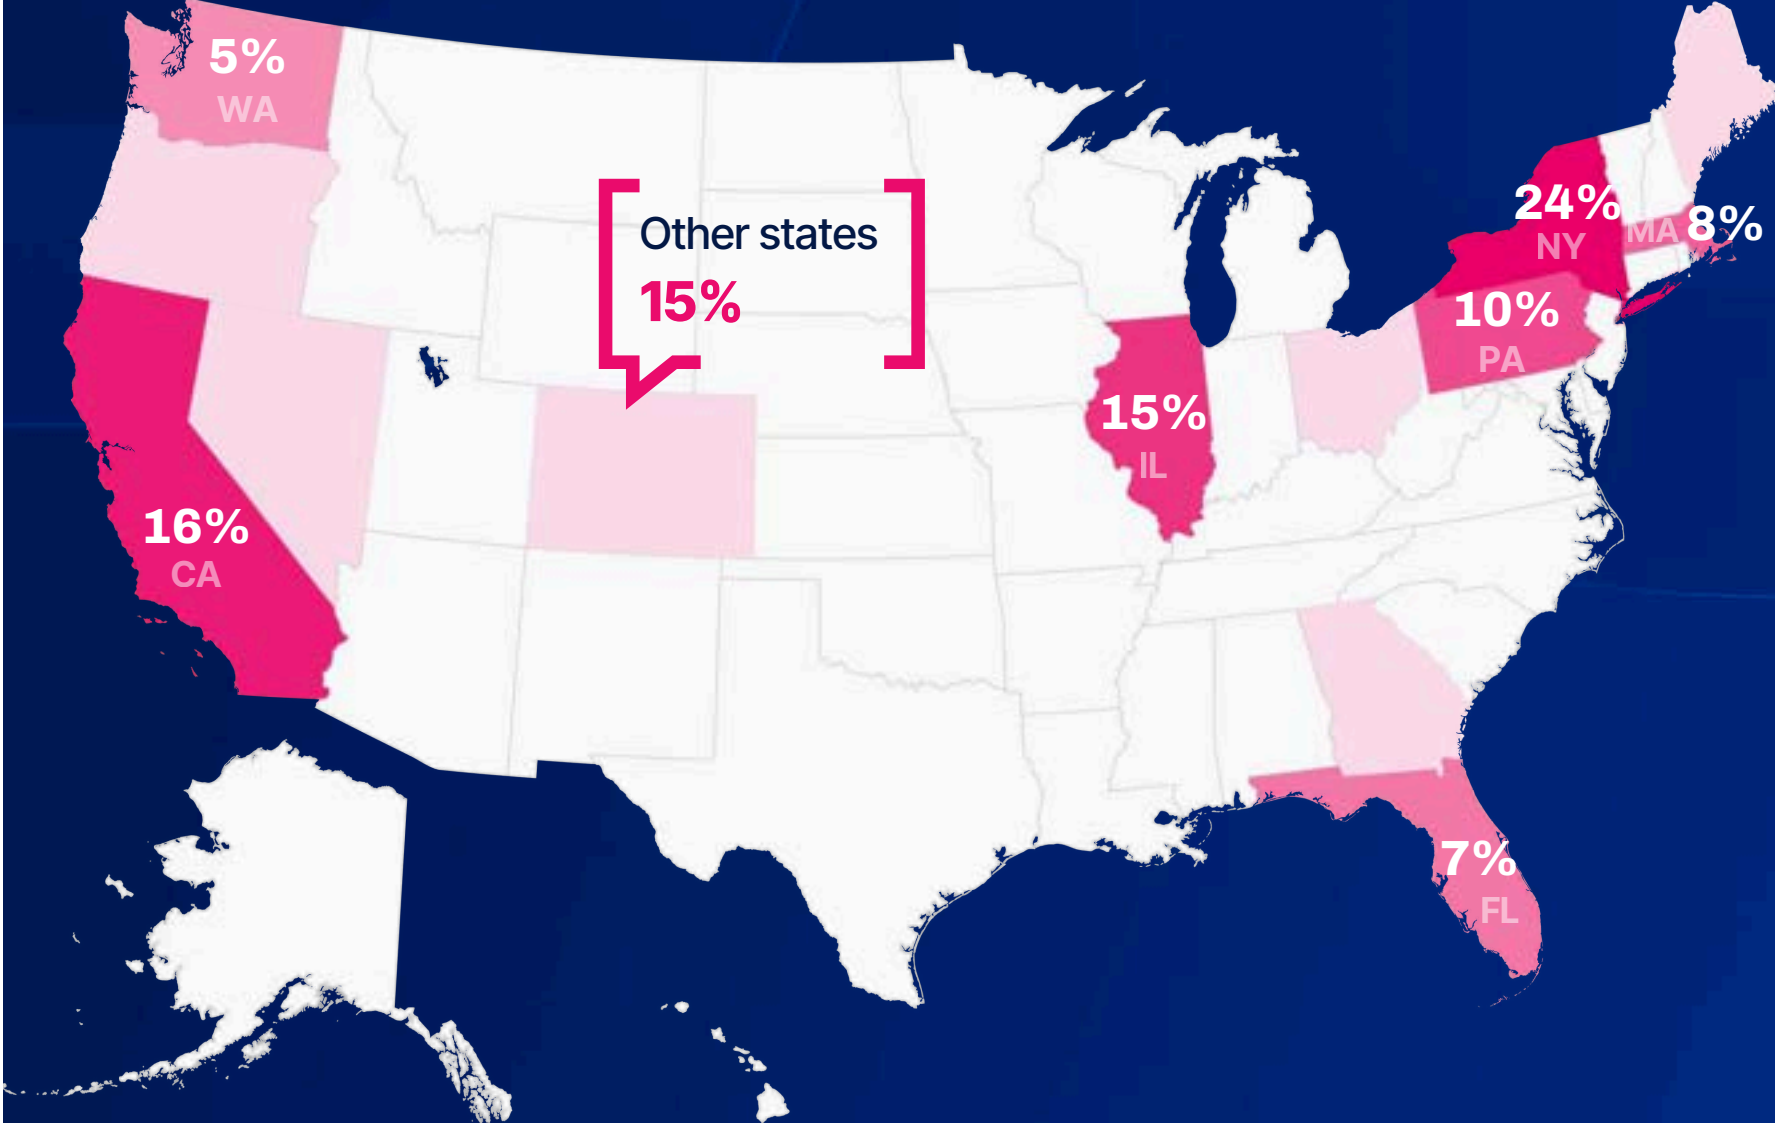 5%
WA
Other states
15%
24%
NY
MA
8%
10%
PA
15%
IL
16%
CA
7%
FL